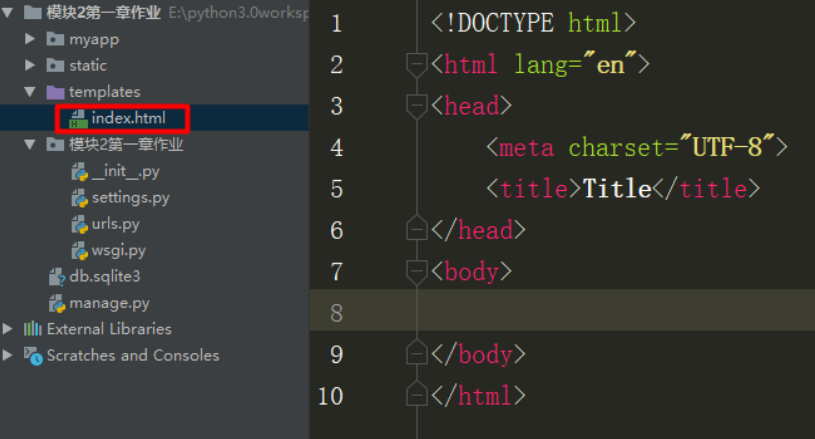 模块2第一章作业 E:\python3.0worksp
myapp
static
templates
index.html
模块2第一章作业
__init__.py
settings.py
urls.py
wsgi.py
db.sqlite3
manage.py
External Libraries
Scratches and Consoles
1 <!DOCTYPE html>
2 <html lang="en">
3 <head>
4 <meta charset="UTF-8">
5 <title>Title</title>
6 </head>
7 <body>
8
9 </body>
10 </html>